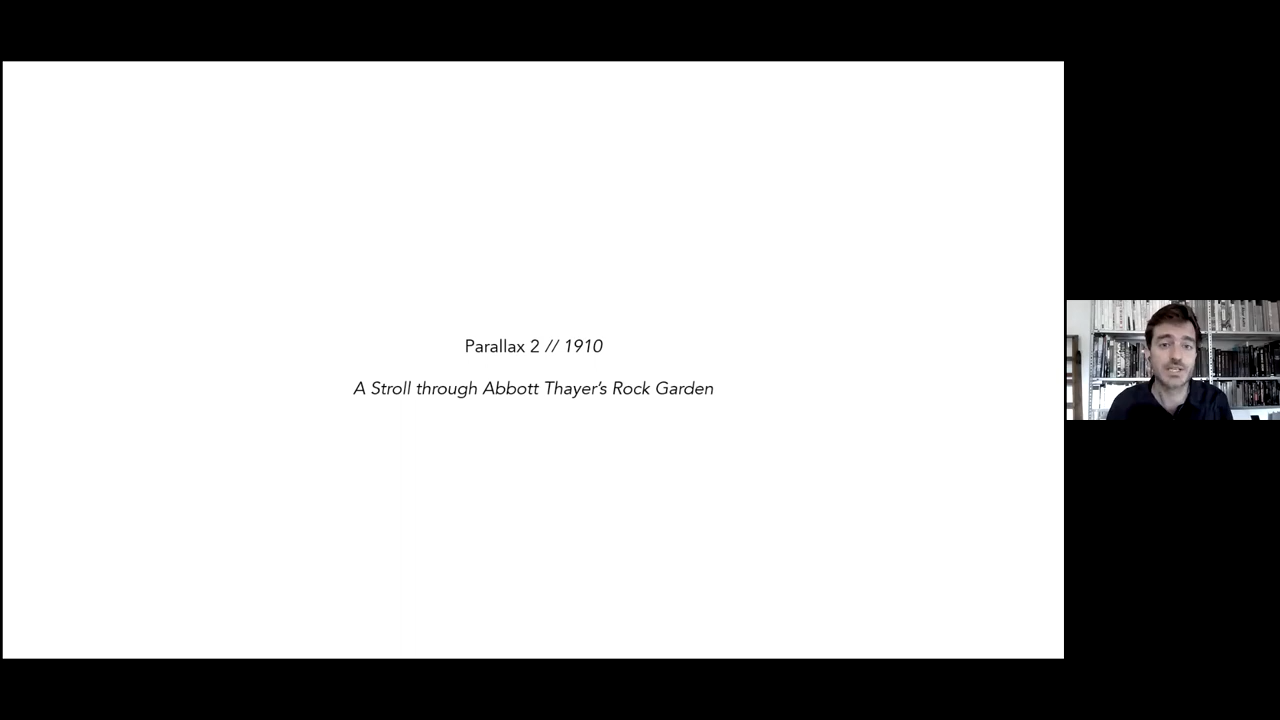 Parallax 2 // 1910
A Stroll through Abbott Thayer’s Rock Garden